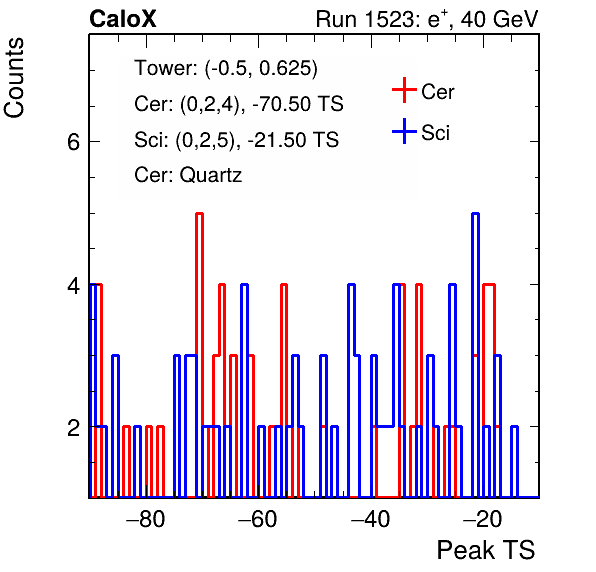 CaloX Run 1523: e⁺, 40 GeV
Counts
Tower: (-0.5, 0.625)
Cer: (0,2,4), -70.50 TS
Sci: (0,2,5), -21.50 TS
Cer: Quartz
Cer
Sci
6
4
2
−80 −60 −40 −20
Peak TS